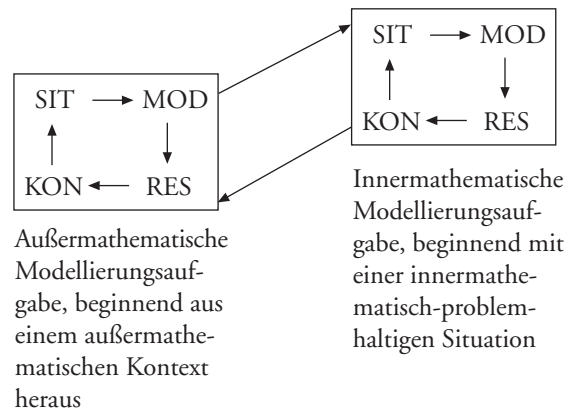 SIT MOD
KON RES
Außermathematische
Modellierungsauf-
gabe, beginnend aus
einem außermathe-
matischen Kontext
heraus
SIT MOD
KON RES
Innermathematische
Modellierungsauf-
gabe, beginnend mit
einer innermathe-
matisch-problem-
haltigen Situation